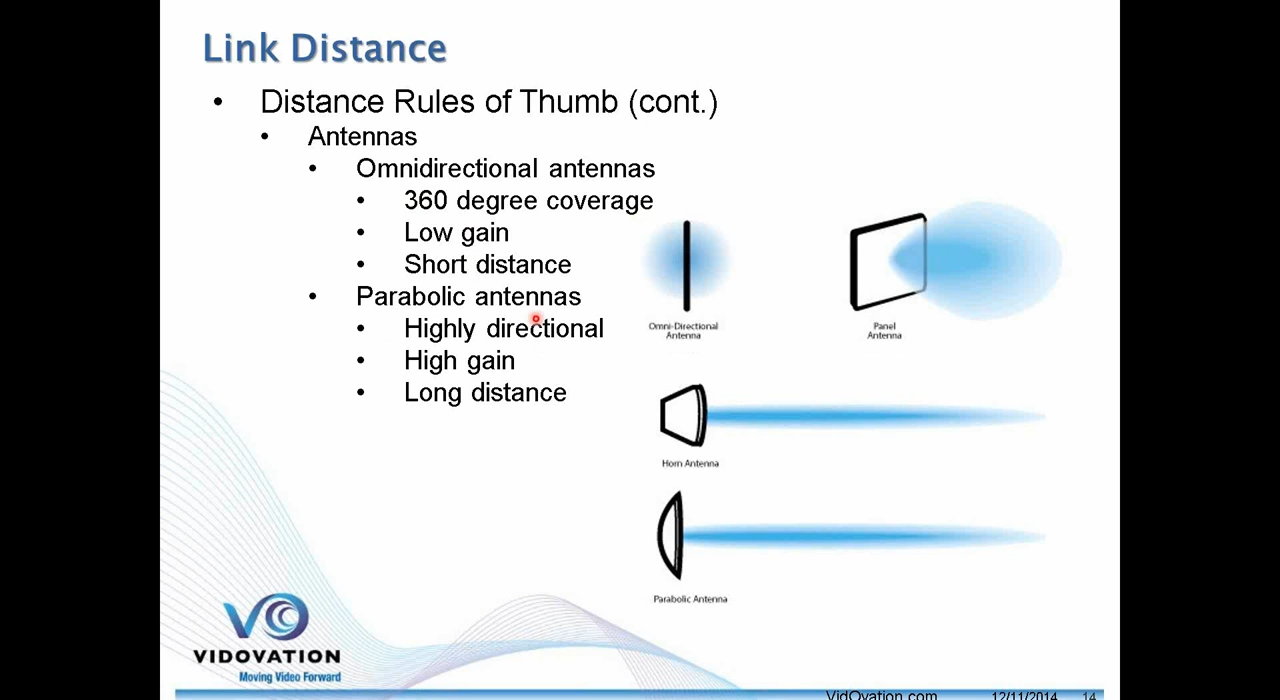 Link Distance
• Distance Rules of Thumb (cont.)
• Antennas
• Omnidirectional antennas
• 360 degree coverage
• Low gain
• Short distance
• Parabolic antennas
• Highly directional
• High gain
• Long distance
Omni-Directional
Antenna
Panel
Antenna
Horn Antenna
Parabolic Antenna
VO
VIDOVATION
Moving Video Forward
VidOvation.com 12/11/2014 14